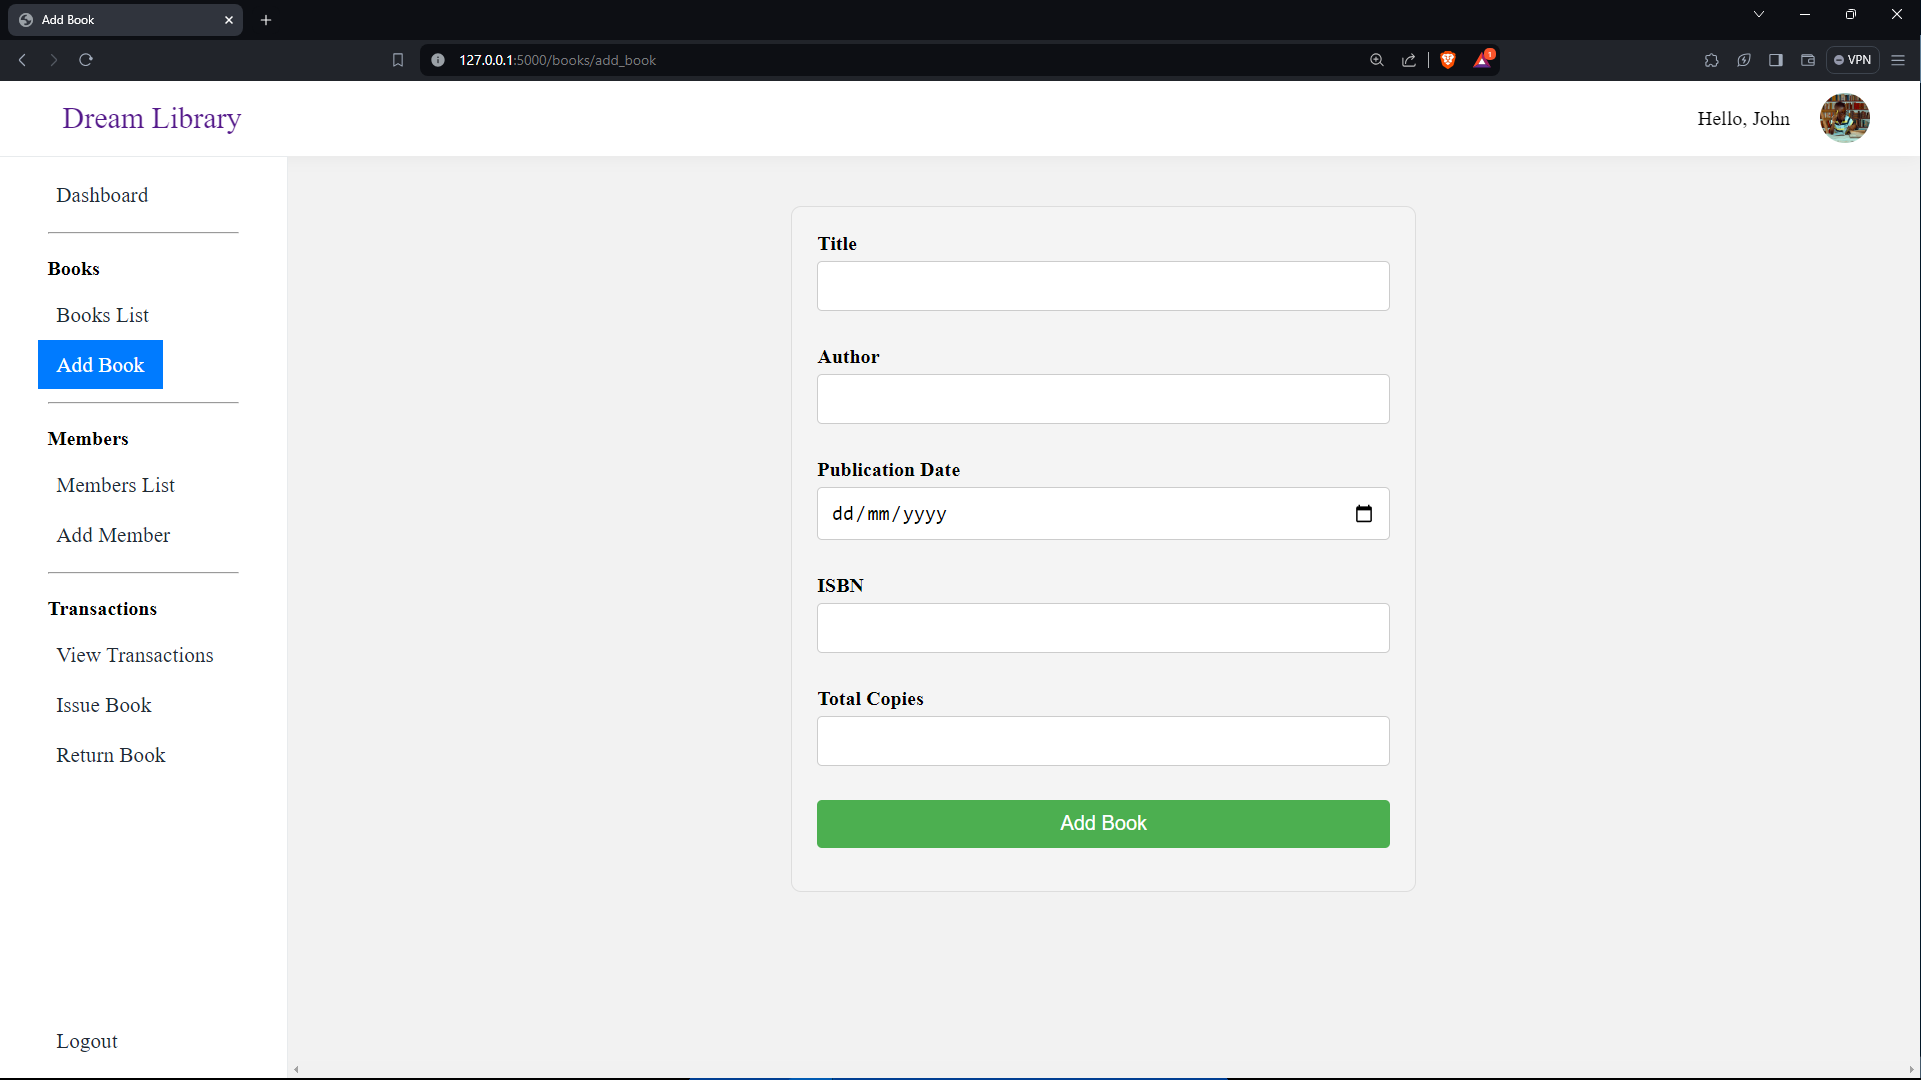 Add Book
127.0.0.1:5000/books/add_book
1
VPN
Dream Library
Hello, John
Dashboard
Books
Books List
Add Book
Members
Members List
Add Member
Transactions
View Transactions
Issue Book
Return Book
Logout
Title
Author
Publication Date
dd/mm/yyyy
ISBN
Total Copies
Add Book